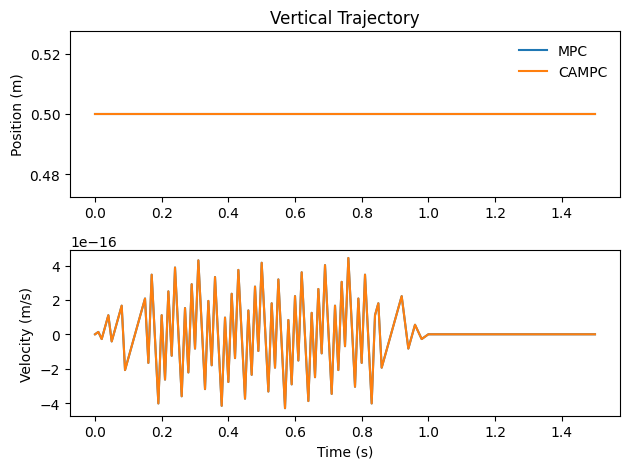 Vertical Trajectory
Position (m)
0.52
0.50
0.48
MPC
CAMPC
0.0 0.2 0.4 0.6 0.8 1.0 1.2 1.4
1e−16
Velocity (m/s)
4
2
0
−2
−4
0.0 0.2 0.4 0.6 0.8 1.0 1.2 1.4
Time (s)